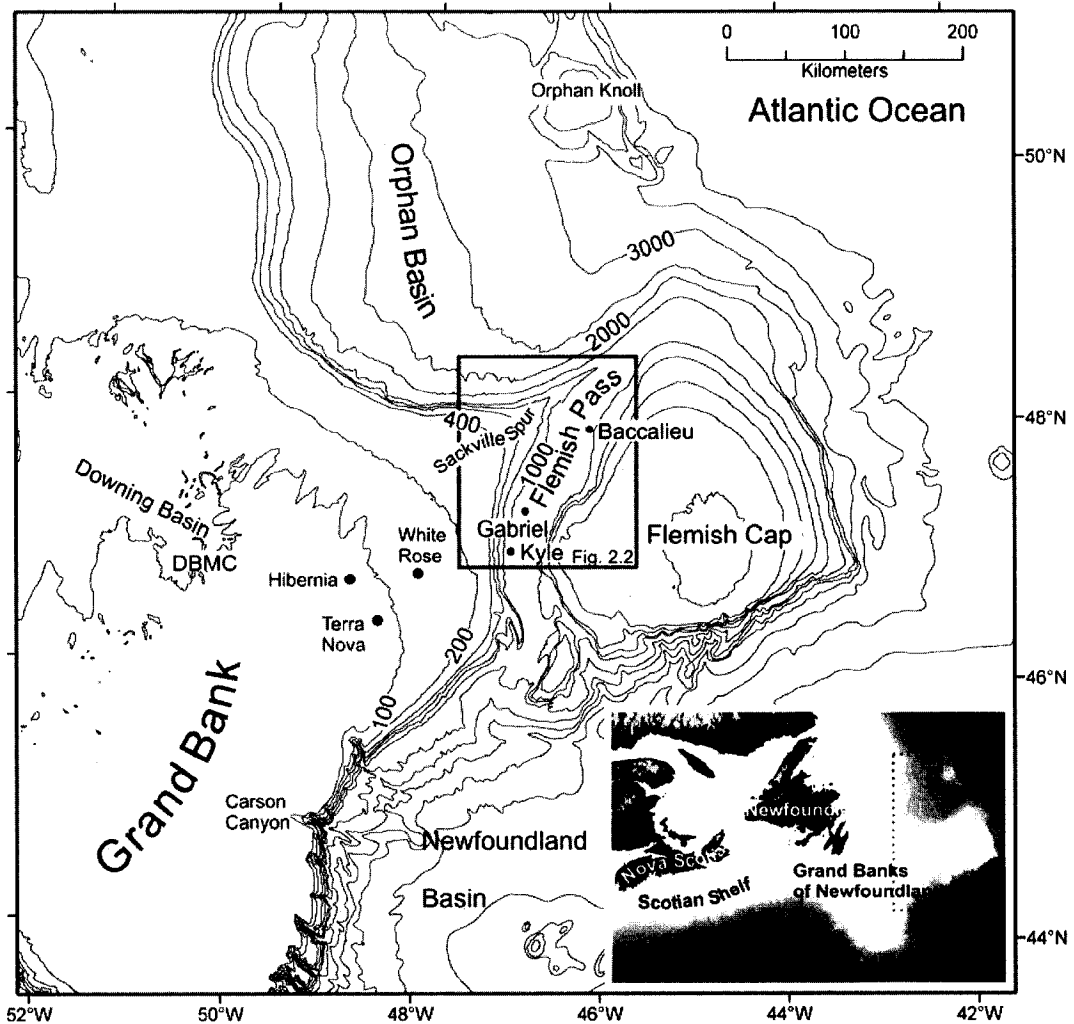 0 100 200
Kilometers
Orphan Knoll
Atlantic Ocean
50°N
Orphan Basin
3000
2000
48°N
400
Sackville Spur
Flemish Pass
1000
Baccalieu
Downing Basin
DBMC
White
Rose
Gabriel
Kyle
Fig. 2.2
Flemish Cap
Hibernia
Terra
Nova
200
46°N
100
Grand Bank
Carson
Canyon
Newfoundland
Basin
Newfoundl
Nova Sc
Grand Banks
of Newfoundlan
Scotian Shelf
44°N
52°W 50°W 48°W 46°W 44°W 42°W